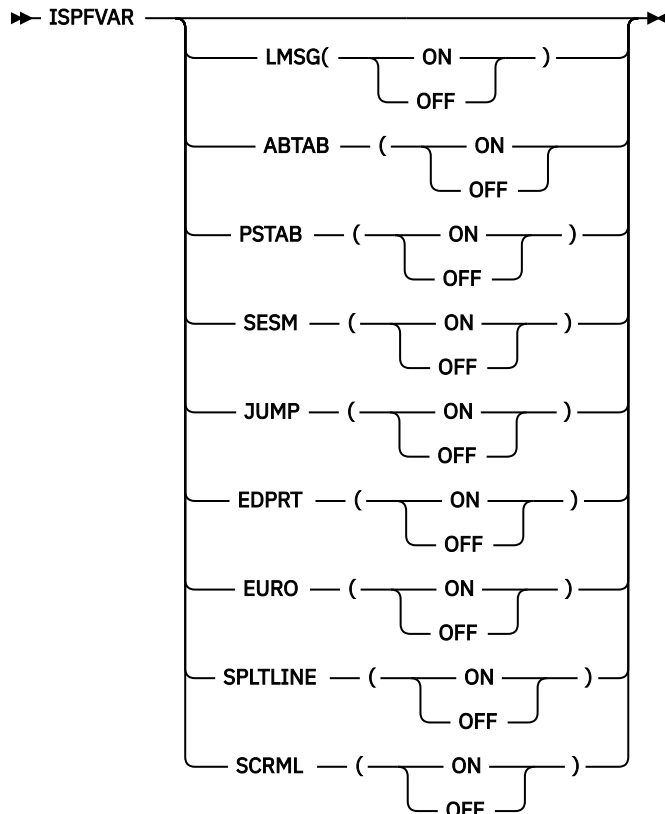 ISPFVAR
LMSG( ON )
OFF
ABTAB ( ON
OFF
PSTAB ( ON )
OFF
SESM ( ON )
OFF
JUMP ( ON )
OFF
EDPRT ( ON )
OFF
EURO ( ON )
OFF
SPLTLINE ( ON )
OFF
SCRML ( ON )
OFF